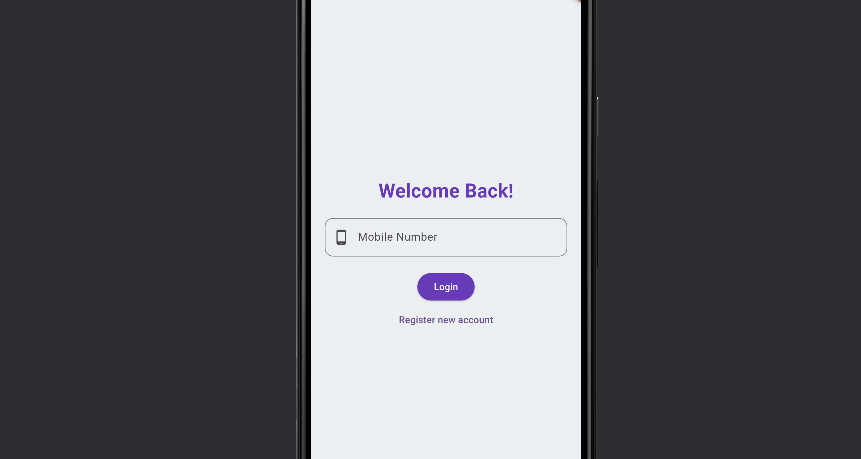 Welcome Back!
Mobile Number
Login
Register new account